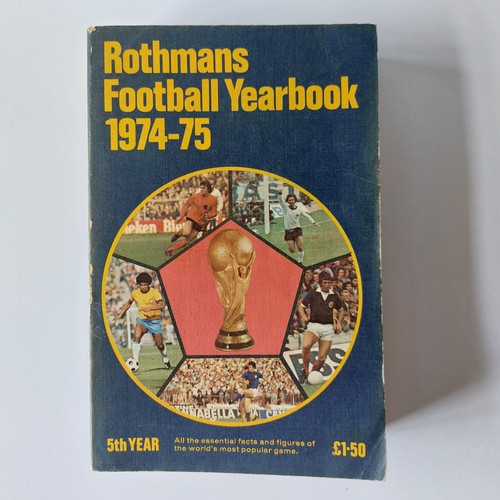 Rothmans
Football Yearbook
1974-75
5th YEAR
All the essential facts and figures of
the world's most popular game.
£1·50